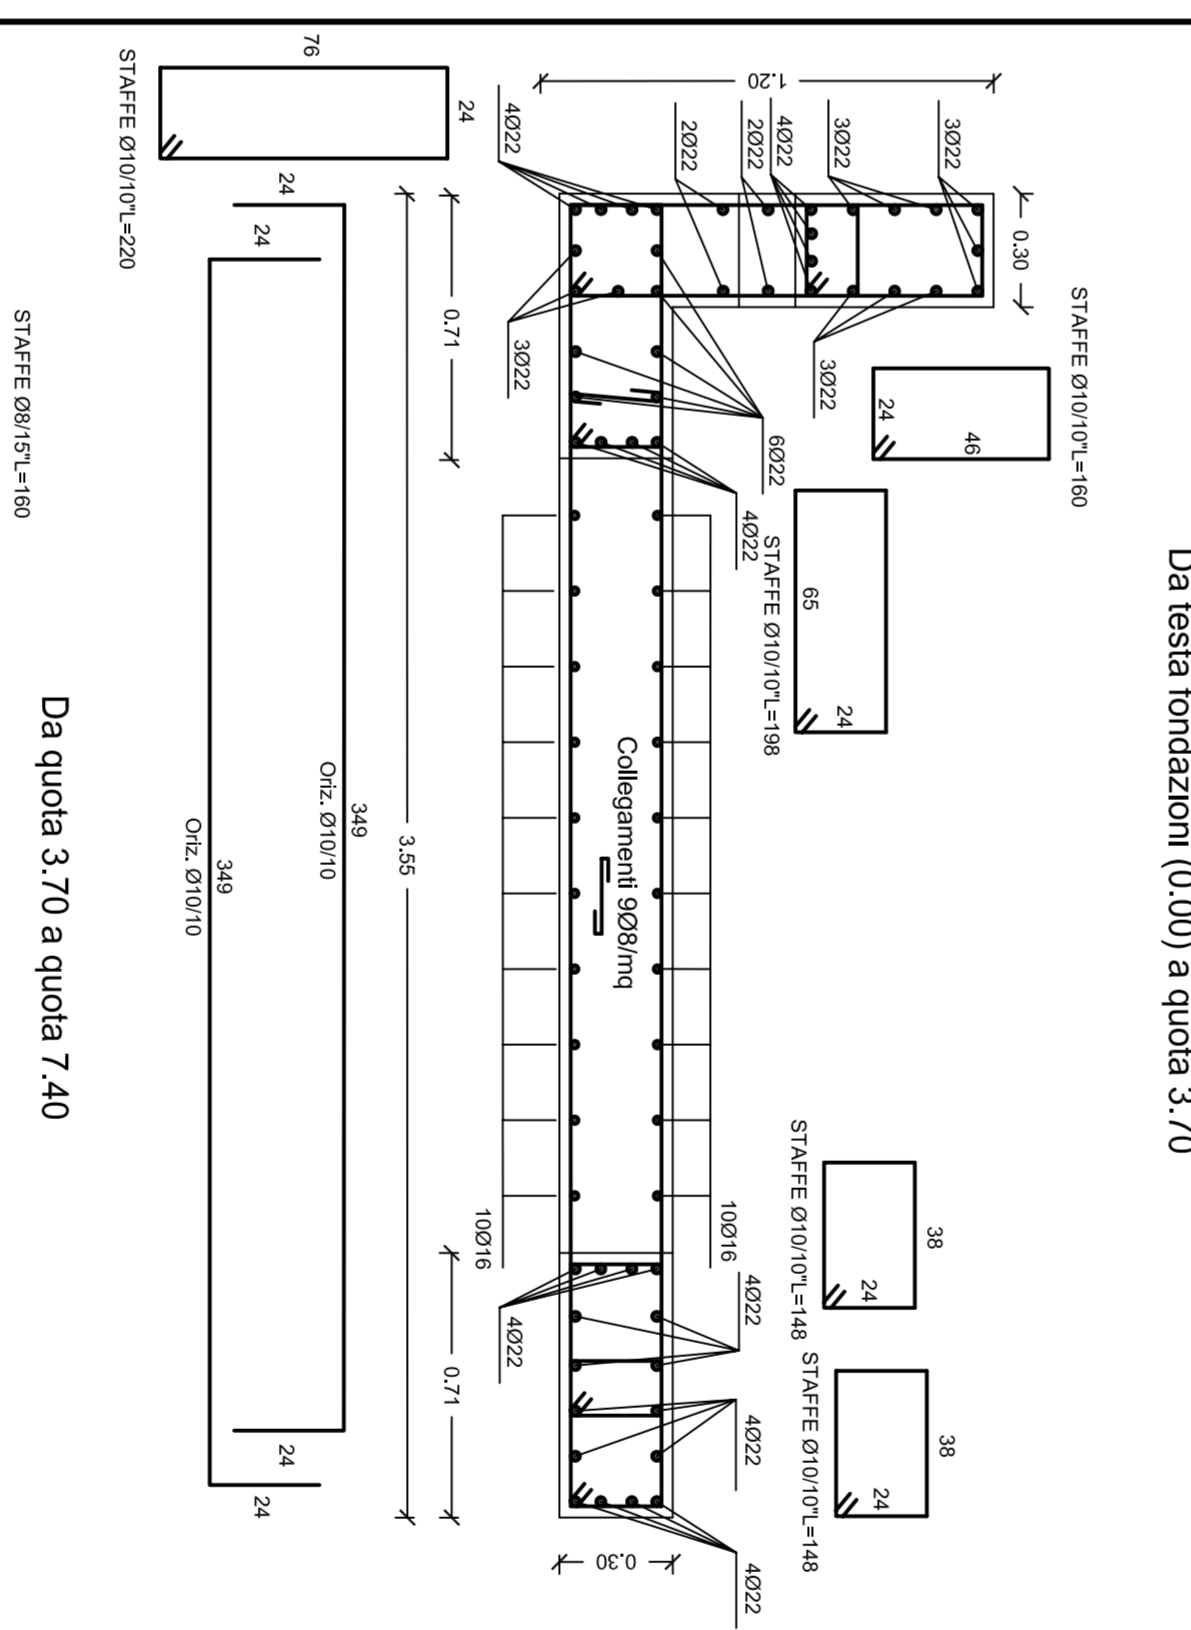 Da testa fondazioni (0.00) a quota 3.70
STAFFE Ø10/10"L=160
46
24
0.30
1.20
3Ø22
3Ø22
4Ø22
2Ø22
2Ø22
4Ø22
3Ø22
3Ø22
6Ø22
4Ø22
65
24
STAFFE Ø10/10"L=198
38
24
STAFFE Ø10/10"L=148
38
24
STAFFE Ø10/10"L=148
10Ø16
4Ø22
4Ø22
4Ø22
Collegamenti 9Ø8/mq
0.30
10Ø16
4Ø22
0.71
0.71
3.55
76
24
STAFFE Ø10/10"L=220
24
349
Oriz. Ø10/10
24
24
349
Oriz. Ø10/10
24
Da quota 3.70 a quota 7.40
STAFFE Ø8/15"L=160